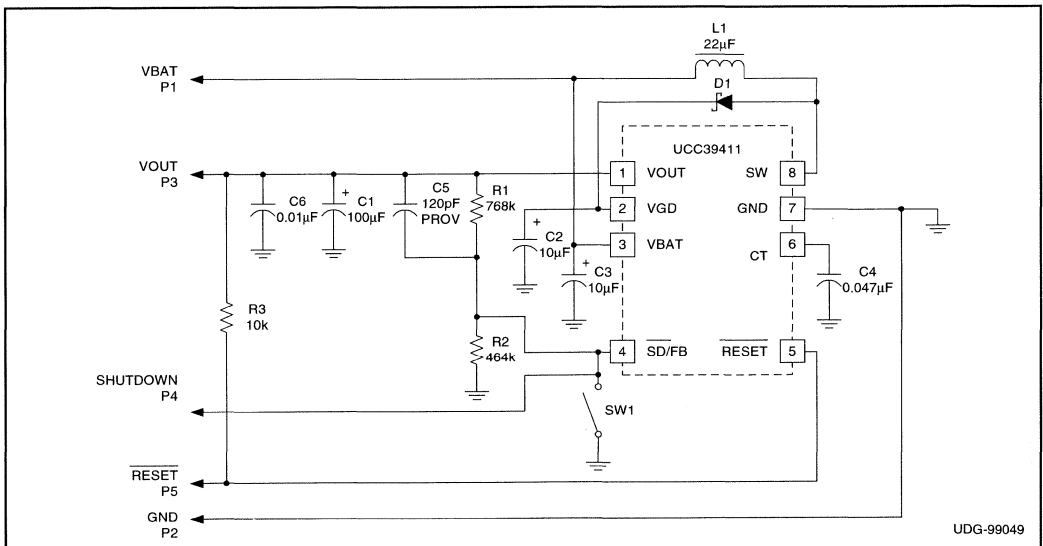 L1
22µF
VBAT
P1
D1
UCC39411
VOUT
P3
1 VOUT SW 8
C6
0.01µF
+
C1
100µF
C5
120pF
PROV
R1
768k
2 VGD GND 7
+
C2
10µF
3 VBAT
6
CT
+
C3
10µF
C4
0.047µF
R3
10k
R2
464k
4 SD/FB RESET 5
SHUTDOWN
P4
SW1
RESET
P5
GND
P2
UDG-99049